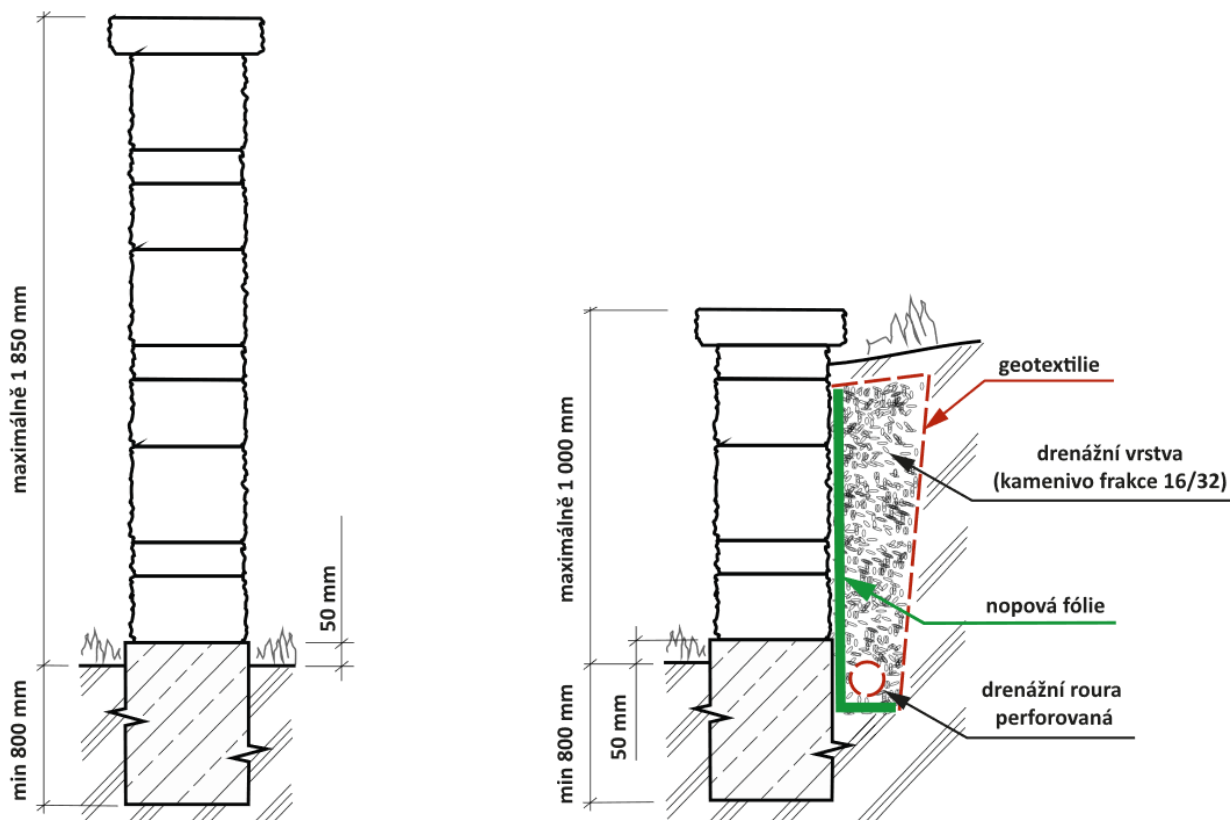 maximálně 1 850 mm
50 mm
min 800 mm
maximálně 1 000 mm
50 mm
min 800 mm
geotextilie
drenážní vrstva
(kamenivo frakce 16/32)
nopová fólie
drenážní roura
perforovaná